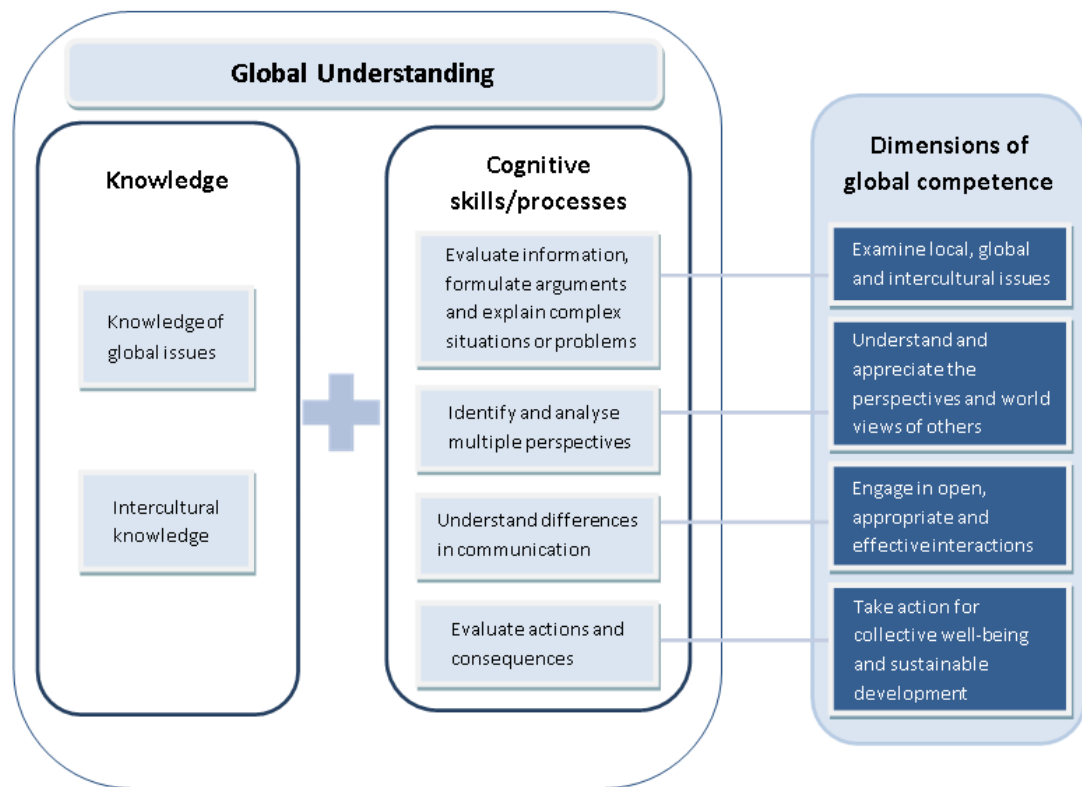 Global Understanding
Knowledge
Knowledge of
global issues
Intercultural
knowledge
Cognitive
skills/processes
Evaluate information,
formulate arguments
and explain complex
situations or problems
Identify and analyse
multiple perspectives
Understand differences
in communication
Evaluate actions and
consequences
Dimensions of
global competence
Examine local, global
and intercultural issues
Understand and
appreciate the
perspectives and world
views of others
Engage in open,
appropriate and
effective interactions
Take action for
collective well-being
and sustainable
development